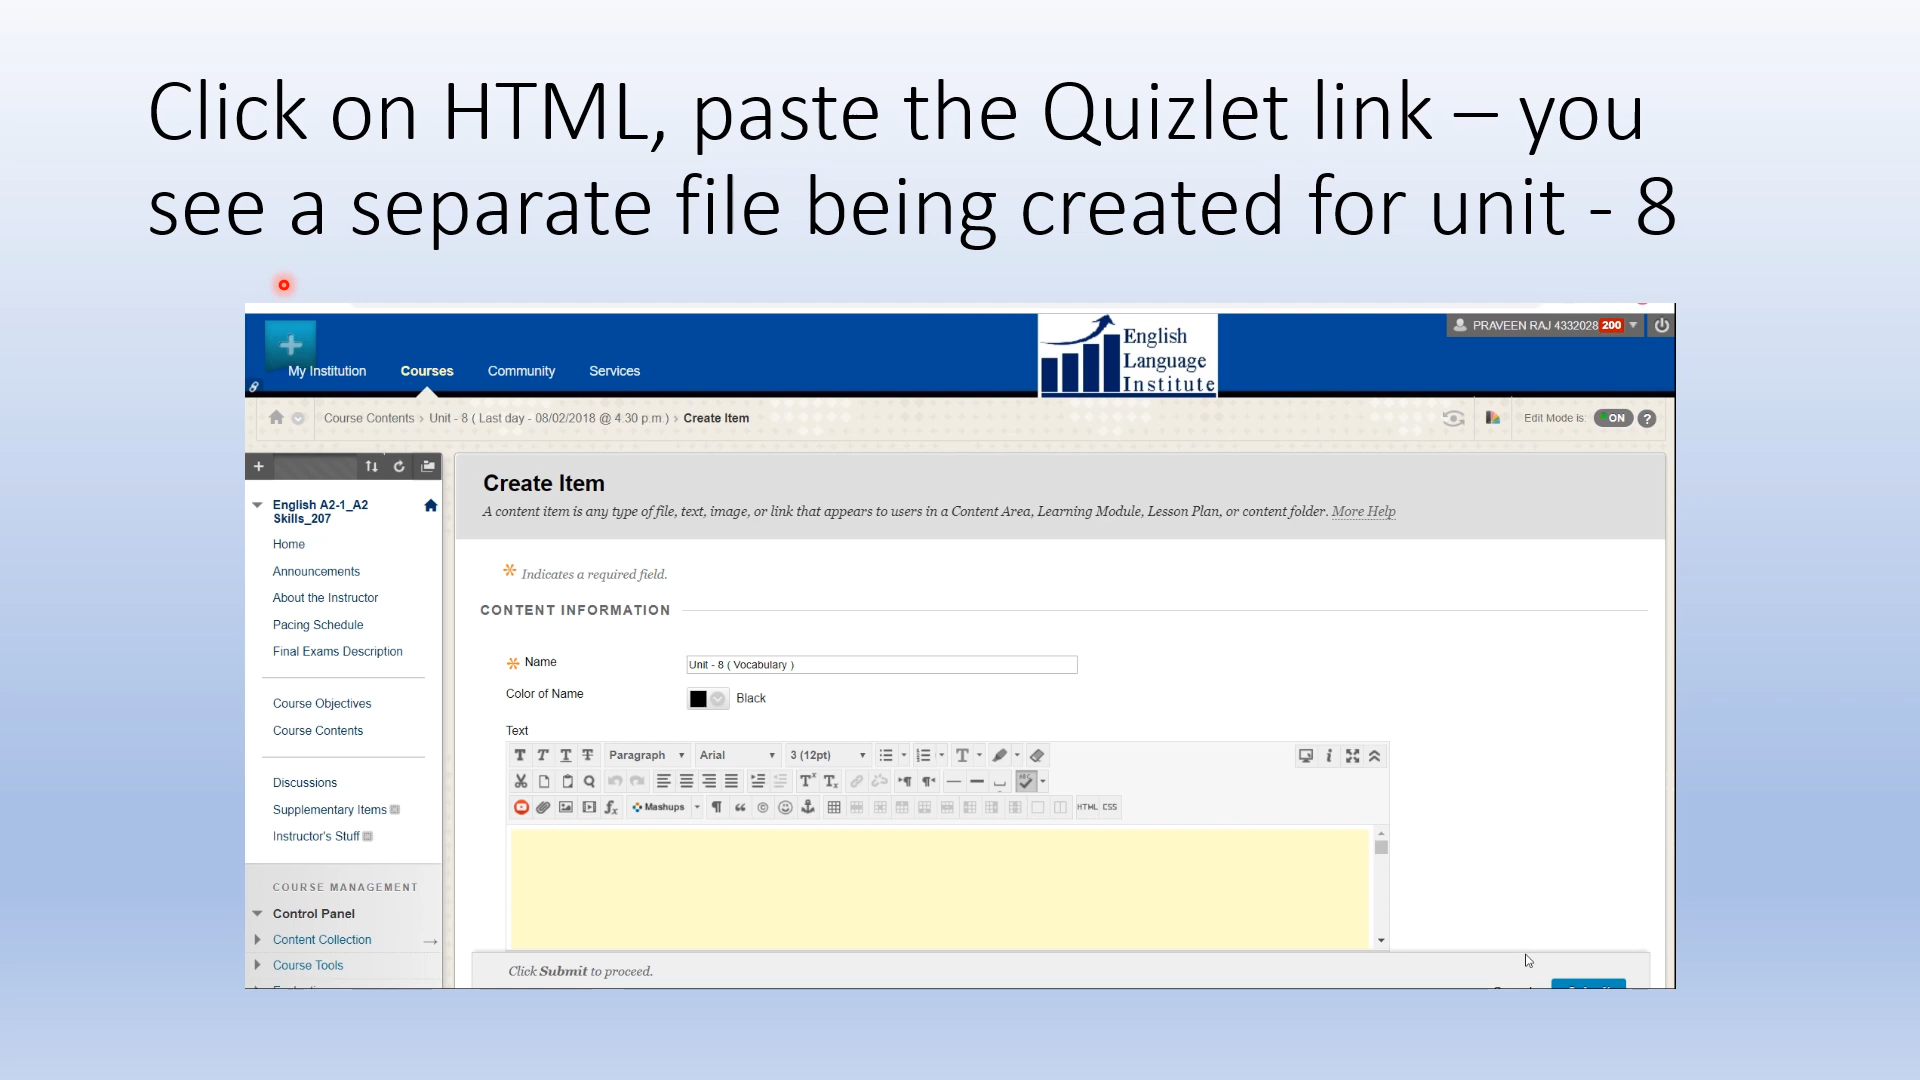 Click on HTML, paste the Quizlet link – you
see a separate file being created for unit - 8
English
Language
Institute
PRAVEEN RAJ 4332028 200
My Institution Courses Community Services
Course Contents > Unit - 8 ( Last day - 08/02/2018 @ 4.30 p.m.) > Create Item
Edit Mode is: ON ?
English A2-1_A2
Skills_207
Home
Announcements
About the Instructor
Pacing Schedule
Final Exams Description
Course Objectives
Course Contents
Discussions
Supplementary Items
Instructor's Stuff
COURSE MANAGEMENT
Control Panel
Content Collection
Course Tools
Create Item
A content item is any type of file, text, image, or link that appears to users in a Content Area, Learning Module, Lesson Plan, or content folder. More Help
Indicates a required field.
CONTENT INFORMATION
Name Unit - 8 ( Vocabulary )
Color of Name Black
Text
T T T T Paragraph Arial 3 (12pt)
Mashups HTML CSS
Click Submit to proceed.